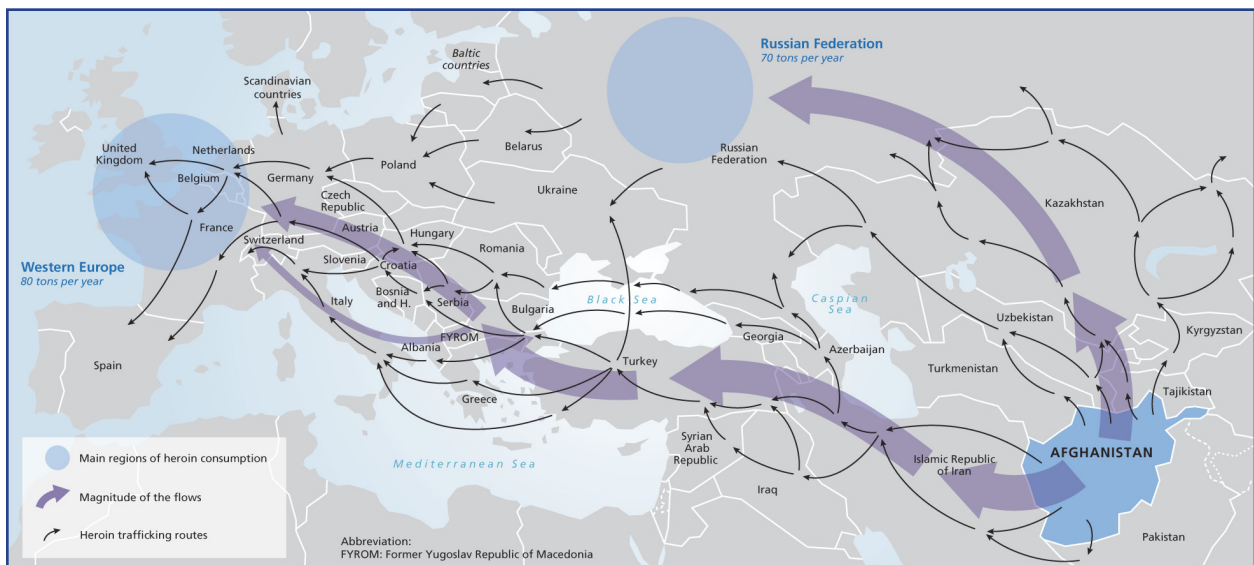 Baltic
countries
Russian Federation
70 tons per year
Scandinavian
countries
United
Kingdom
Netherlands
Belgium
Germany
Poland
Belarus
Russian
Federation
Ukraine
Czech
Republic
France
Austria
Hungary
Kazakhstan
Switzerland
Slovenia
Croatia
Romania
Western Europe
80 tons per year
Italy
Bosnia
and H.
Serbia
Bulgaria
Black Sea
Caspian
Sea
Uzbekistan
Kyrgyzstan
Spain
Albania
FYROM
Georgia
Azerbaijan
Turkey
Turkmenistan
Tajikistan
Greece
Syrian
Arab
Republic
Iraq
Islamic Republic
of Iran
AFGHANISTAN
Pakistan
Mediterranean Sea
Main regions of heroin consumption
Magnitude of the flows
Heroin trafficking routes
Abbreviation:
FYROM: Former Yugoslav Republic of Macedonia